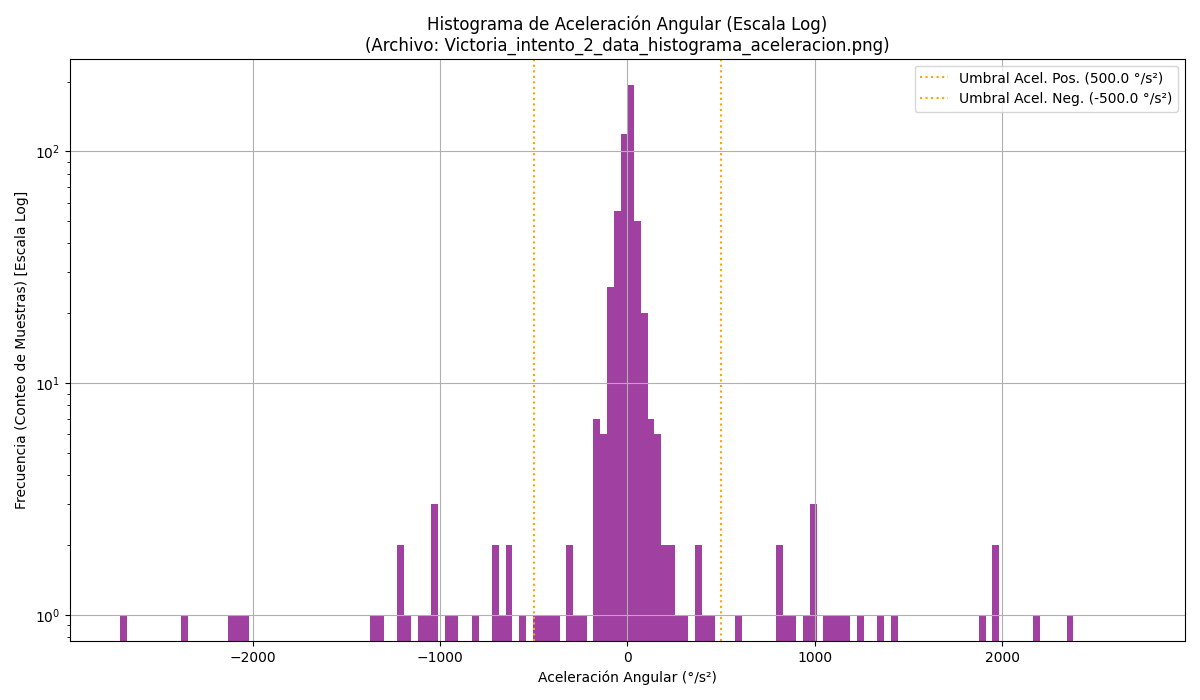 Histograma de Aceleración Angular (Escala Log)
(Archivo: Victoria_intento_2_data_histograma_aceleracion.png)
Umbral Acel. Pos. (500.0 °/s²)
Umbral Acel. Neg. (-500.0 °/s²)
Frecuencia (Conteo de Muestras) [Escala Log]
10²
10¹
10⁰
−2000 −1000 0 1000 2000
Aceleración Angular (°/s²)